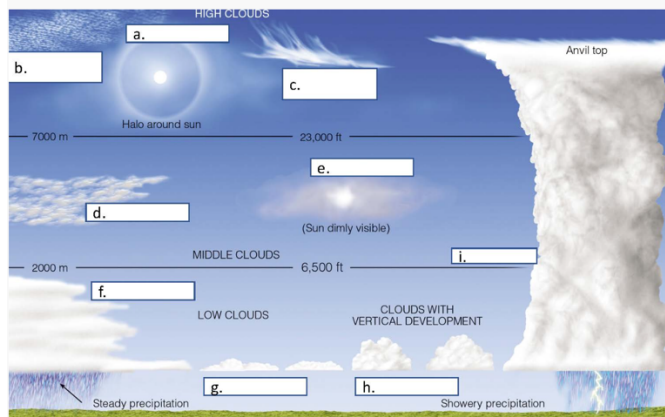 HIGH CLOUDS
a.
b.
c.
Anvil top
Halo around sun
7000 m
23,000 ft
e.
d.
(Sun dimly visible)
MIDDLE CLOUDS
i.
2000 m
6,500 ft
f.
LOW CLOUDS
CLOUDS WITH
VERTICAL DEVELOPMENT
g.
h.
Steady precipitation
Showery precipitation